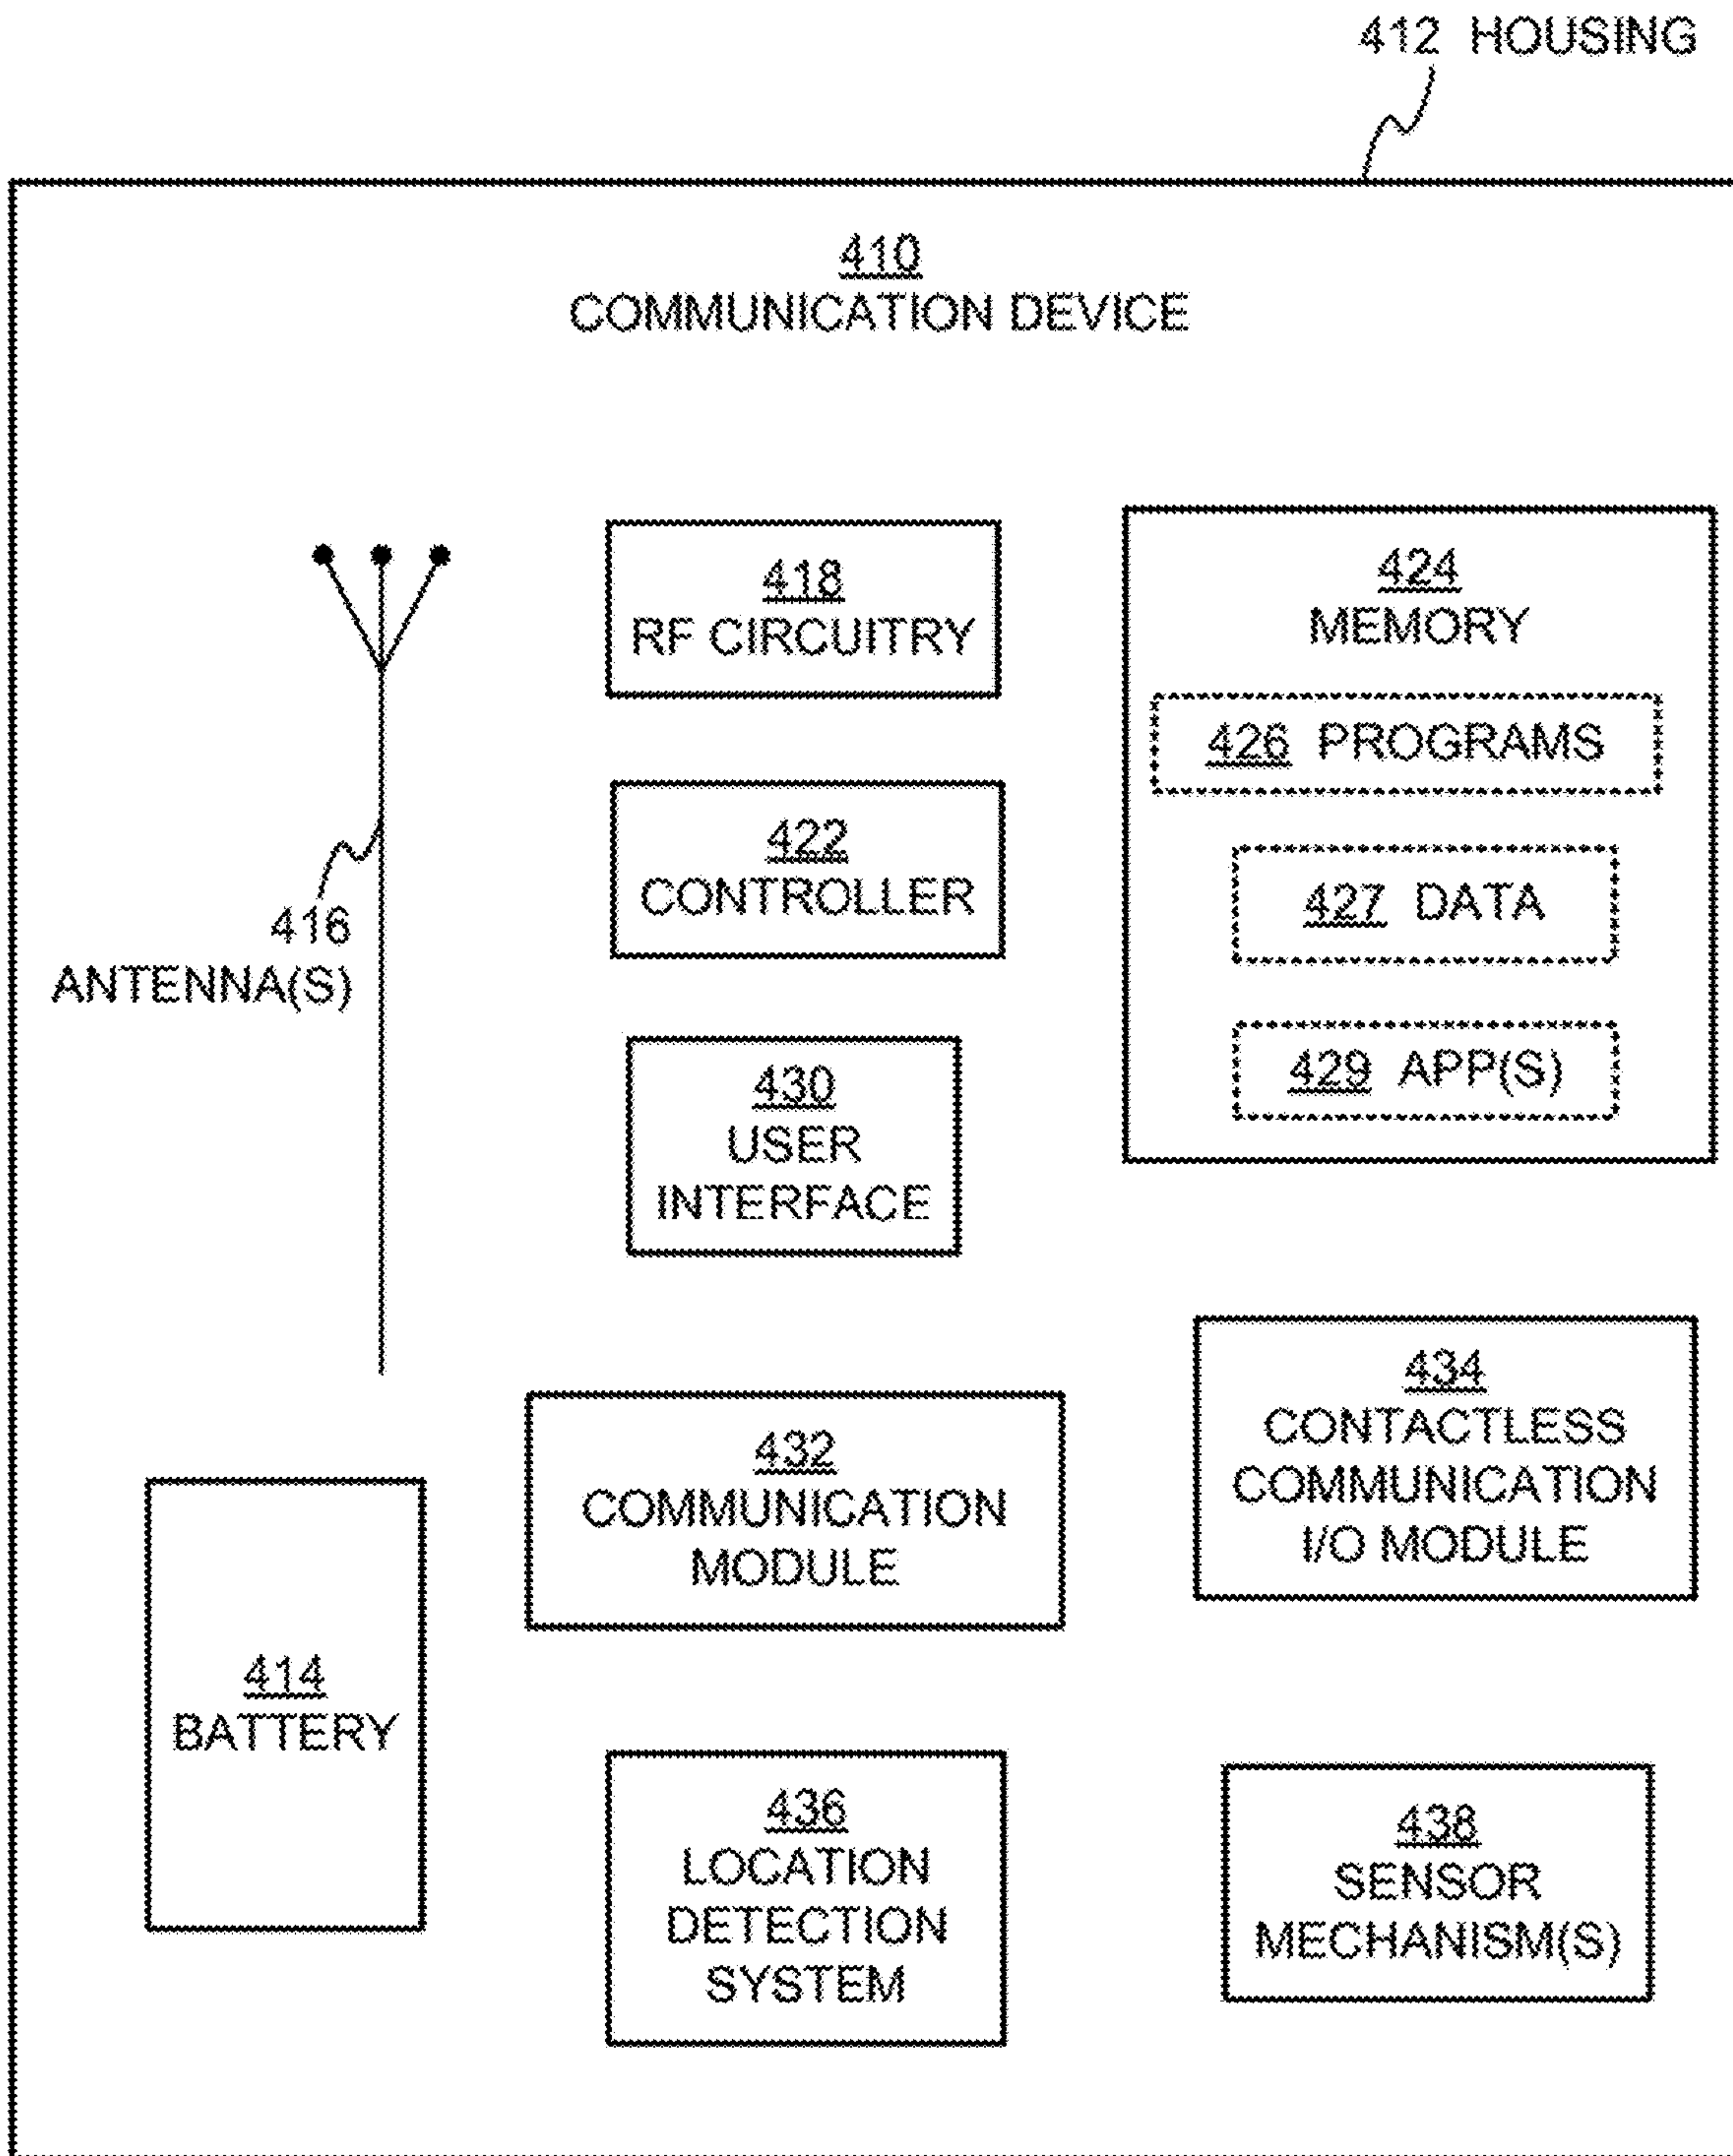 412 HOUSING
410
COMMUNICATION DEVICE
418
RF CIRCUITRY
424
MEMORY
426 PROGRAMS
422
CONTROLLER
427 DATA
416
ANTENNA(S)
429 APP(S)
430
USER
INTERFACE
434
CONTACTLESS
COMMUNICATION
I/O MODULE
432
COMMUNICATION
MODULE
414
BATTERY
436
LOCATION
DETECTION
SYSTEM
438
SENSOR
MECHANISM(S)